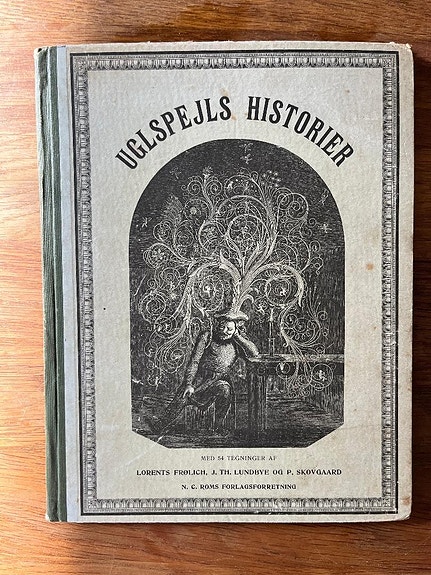 UGLSPEJLS HISTORIER
MED 54 TEGNINGER AF
LORENTS FRØLICH, J. TH. LUNDBYE OG P. SKOVGAARD
N. C. ROMS FORLAGSFORRETNING